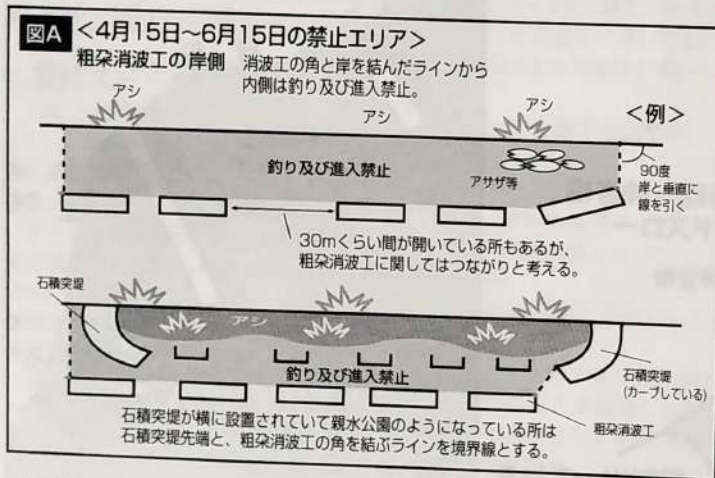 図A <4月15日～6月15日の禁止エリア>
粗朶消波工の岸側 消波工の角と岸を結んだラインから
内側は釣り及び進入禁止。
アシ
アシ
アシ
<例>
釣り及び進入禁止
アサザ等
90度
岸と垂直に
線を引く
30mくらい間が開いている所もあるが、
粗朶消波工に関してはつながりと考える。
石積突堤
アシ
釣り及び進入禁止
石積突堤
(カーブしている)
粗朶消波工
石積突堤が横に設置されていて親水公園のようになっている所は
石積突堤先端と、粗朶消波工の角を結ぶラインを境界線とする。